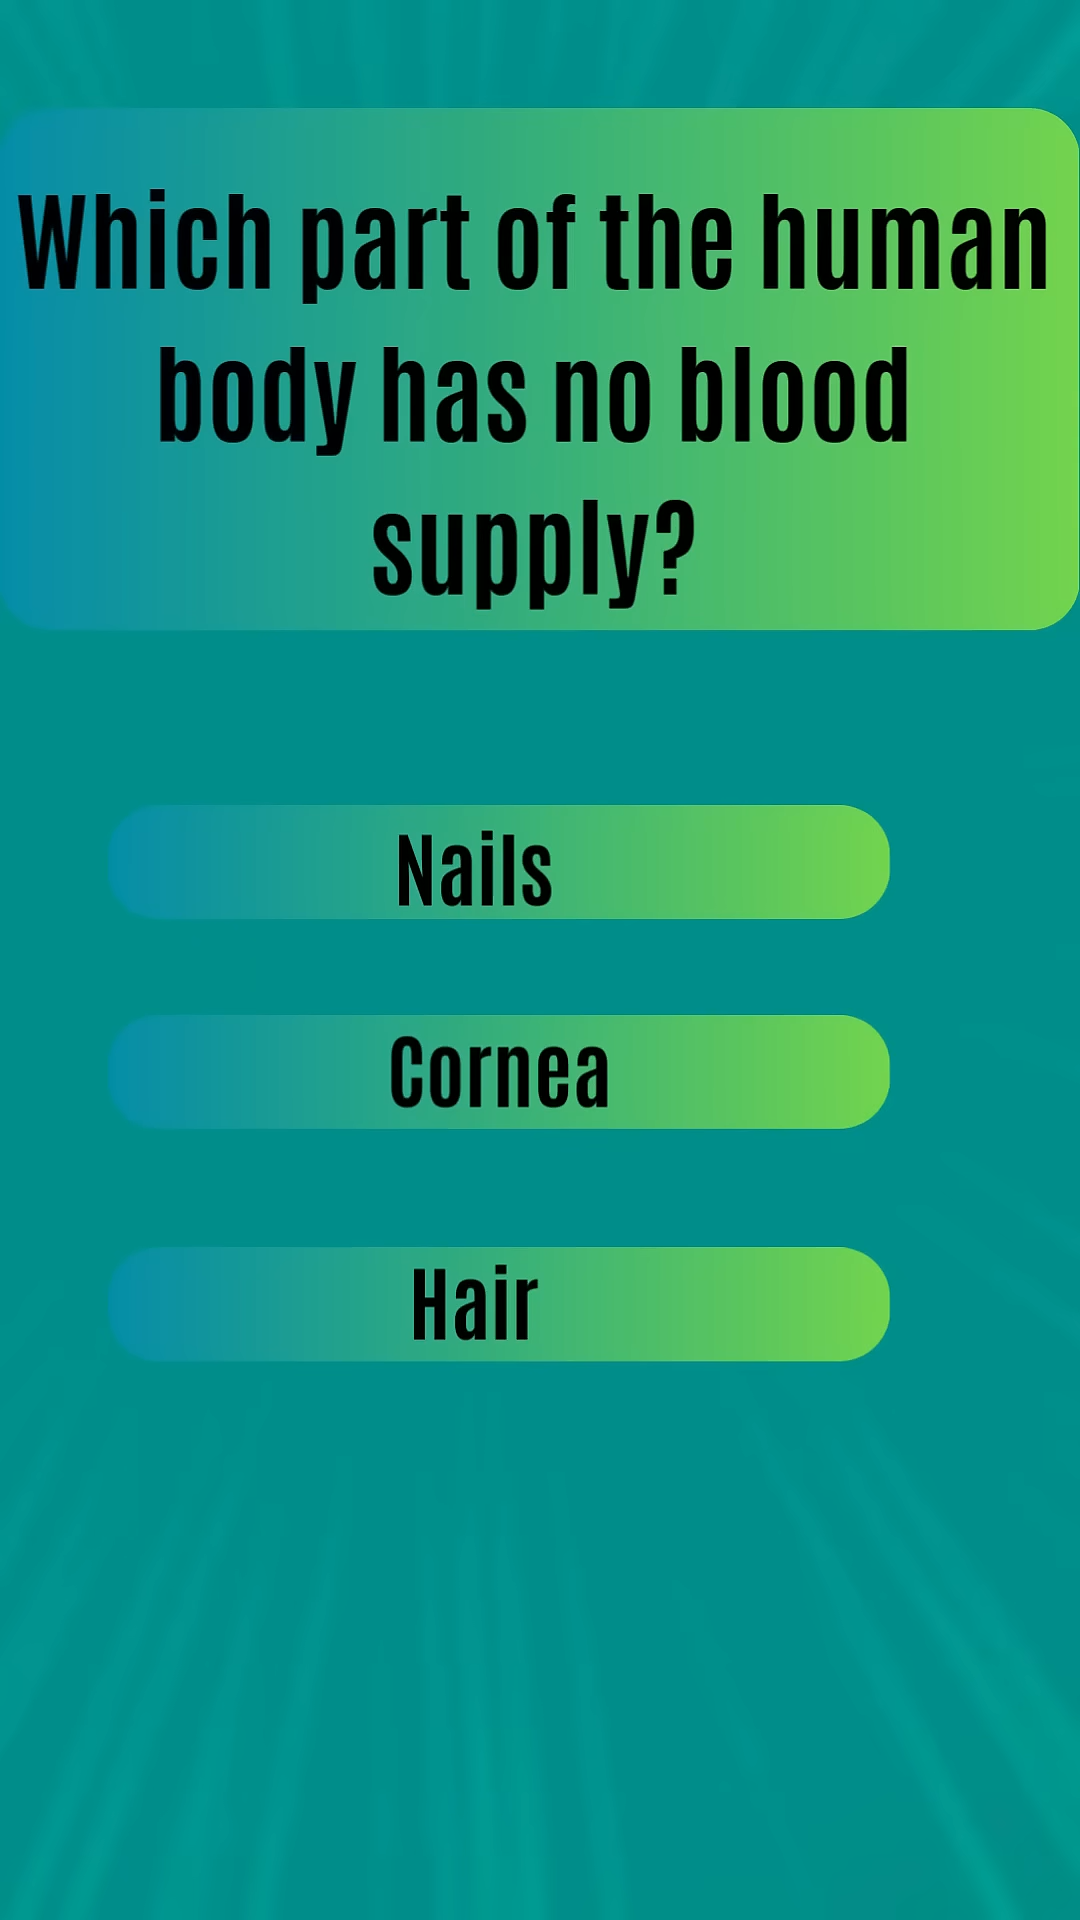 Which part of the human
body has no blood
supply?
Nails
Cornea
Hair